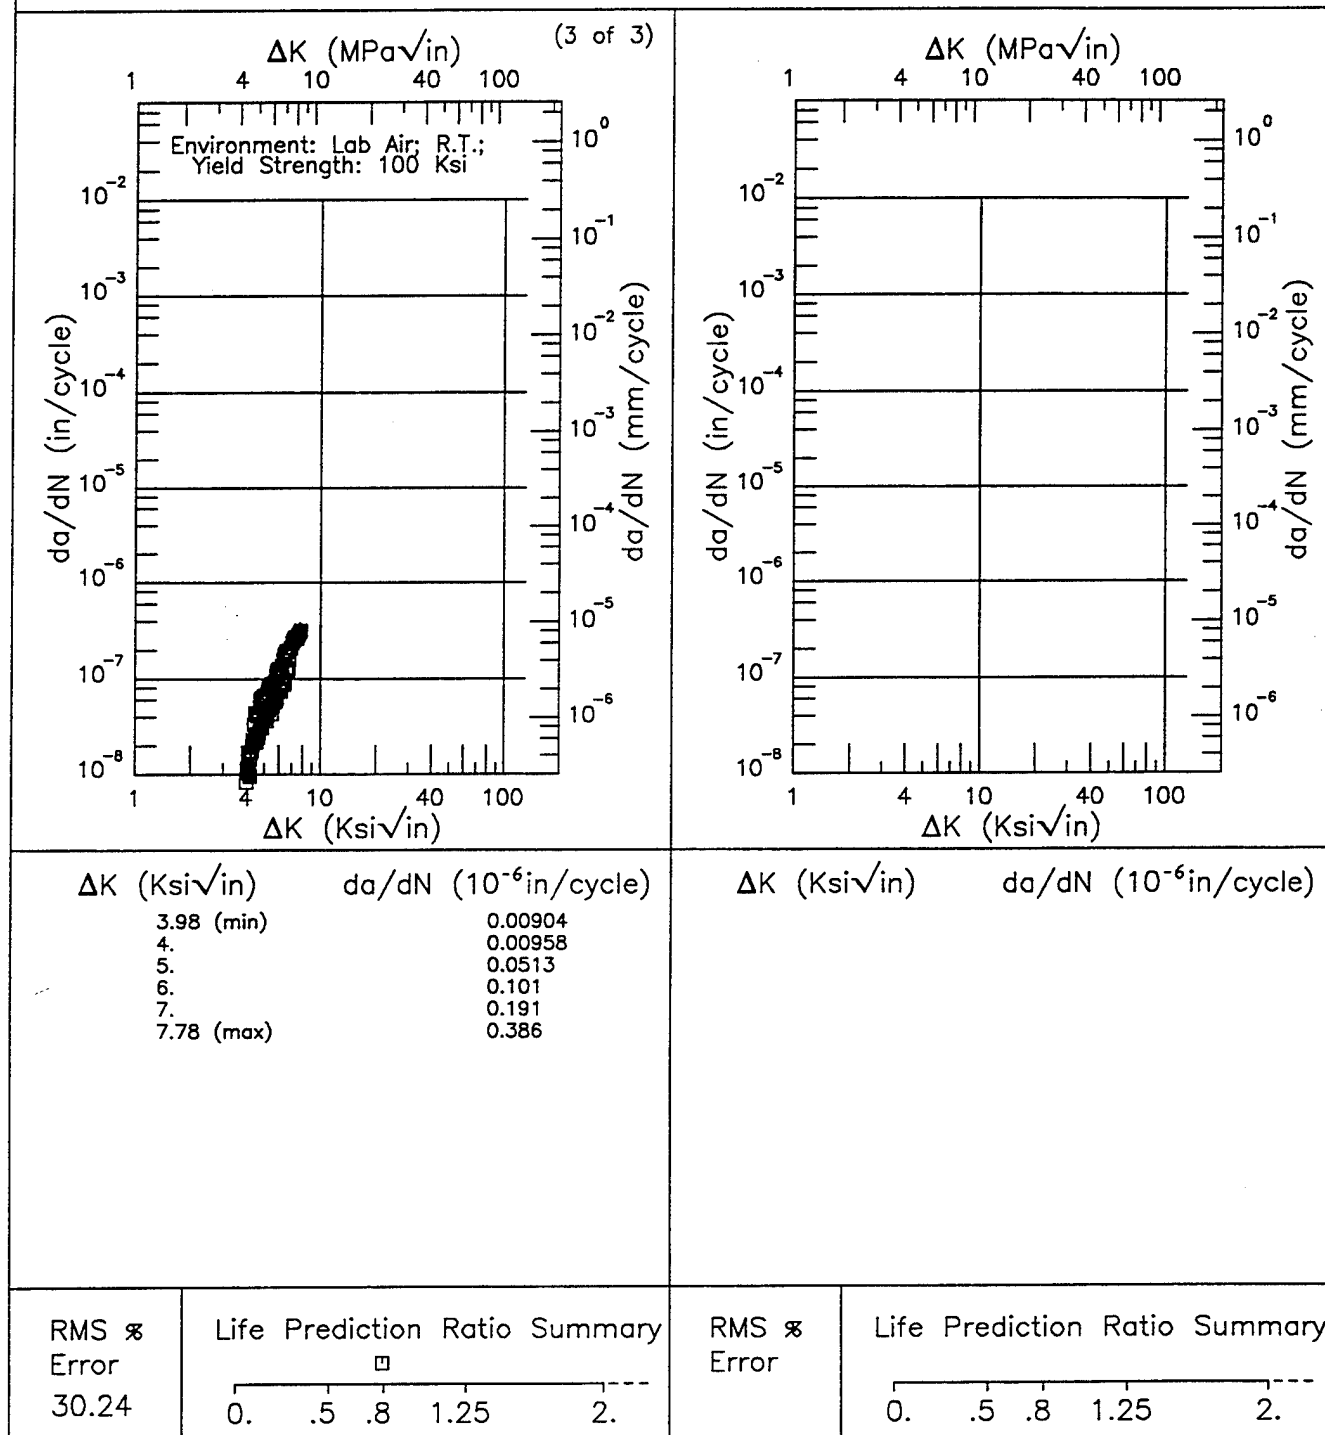 (3 of 3)
ΔK (MPa√in)
1 4 10 40 100
Environment: Lab Air; R.T.;
Yield Strength: 100 Ksi
10⁰
10⁻²
10⁻¹
10⁻³
10⁻²
10⁻⁴
10⁻³
10⁻⁵
10⁻⁴
10⁻⁶
10⁻⁵
10⁻⁷
10⁻⁶
10⁻⁸
da/dN (in/cycle)
da/dN (mm/cycle)
1 4 10 40 100
ΔK (Ksi√in)
ΔK (MPa√in)
1 4 10 40 100
10⁰
10⁻²
10⁻¹
10⁻³
10⁻²
10⁻⁴
10⁻³
10⁻⁵
10⁻⁴
10⁻⁶
10⁻⁵
10⁻⁷
10⁻⁶
10⁻⁸
da/dN (in/cycle)
da/dN (mm/cycle)
1 4 10 40 100
ΔK (Ksi√in)
ΔK (Ksi√in) da/dN (10⁻⁶in/cycle)
3.98 (min) 0.00904
4. 0.00958
5. 0.0513
6. 0.101
7. 0.191
7.78 (max) 0.386
ΔK (Ksi√in) da/dN (10⁻⁶in/cycle)
RMS %
Error
30.24
Life Prediction Ratio Summary
0. .5 .8 1.25 2.
RMS %
Error
Life Prediction Ratio Summary
0. .5 .8 1.25 2.